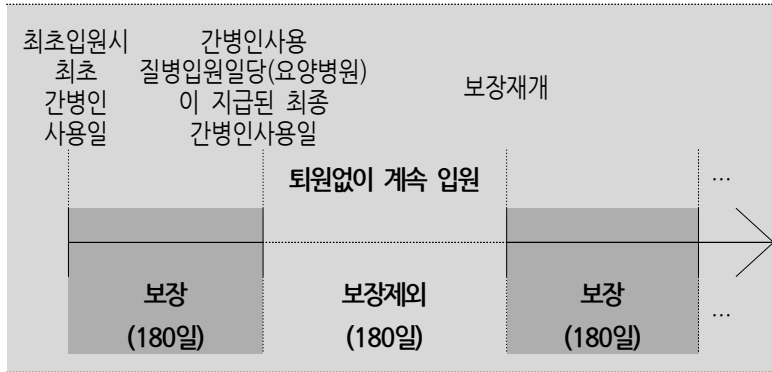 최초입원시
최초
간병인
사용일
간병인사용
질병입원일당(요양병원)
이 지급된 최종
간병인사용일
보장재개
퇴원없이 계속 입원
…
보장
(180일)
보장제외
(180일)
보장
(180일)
…